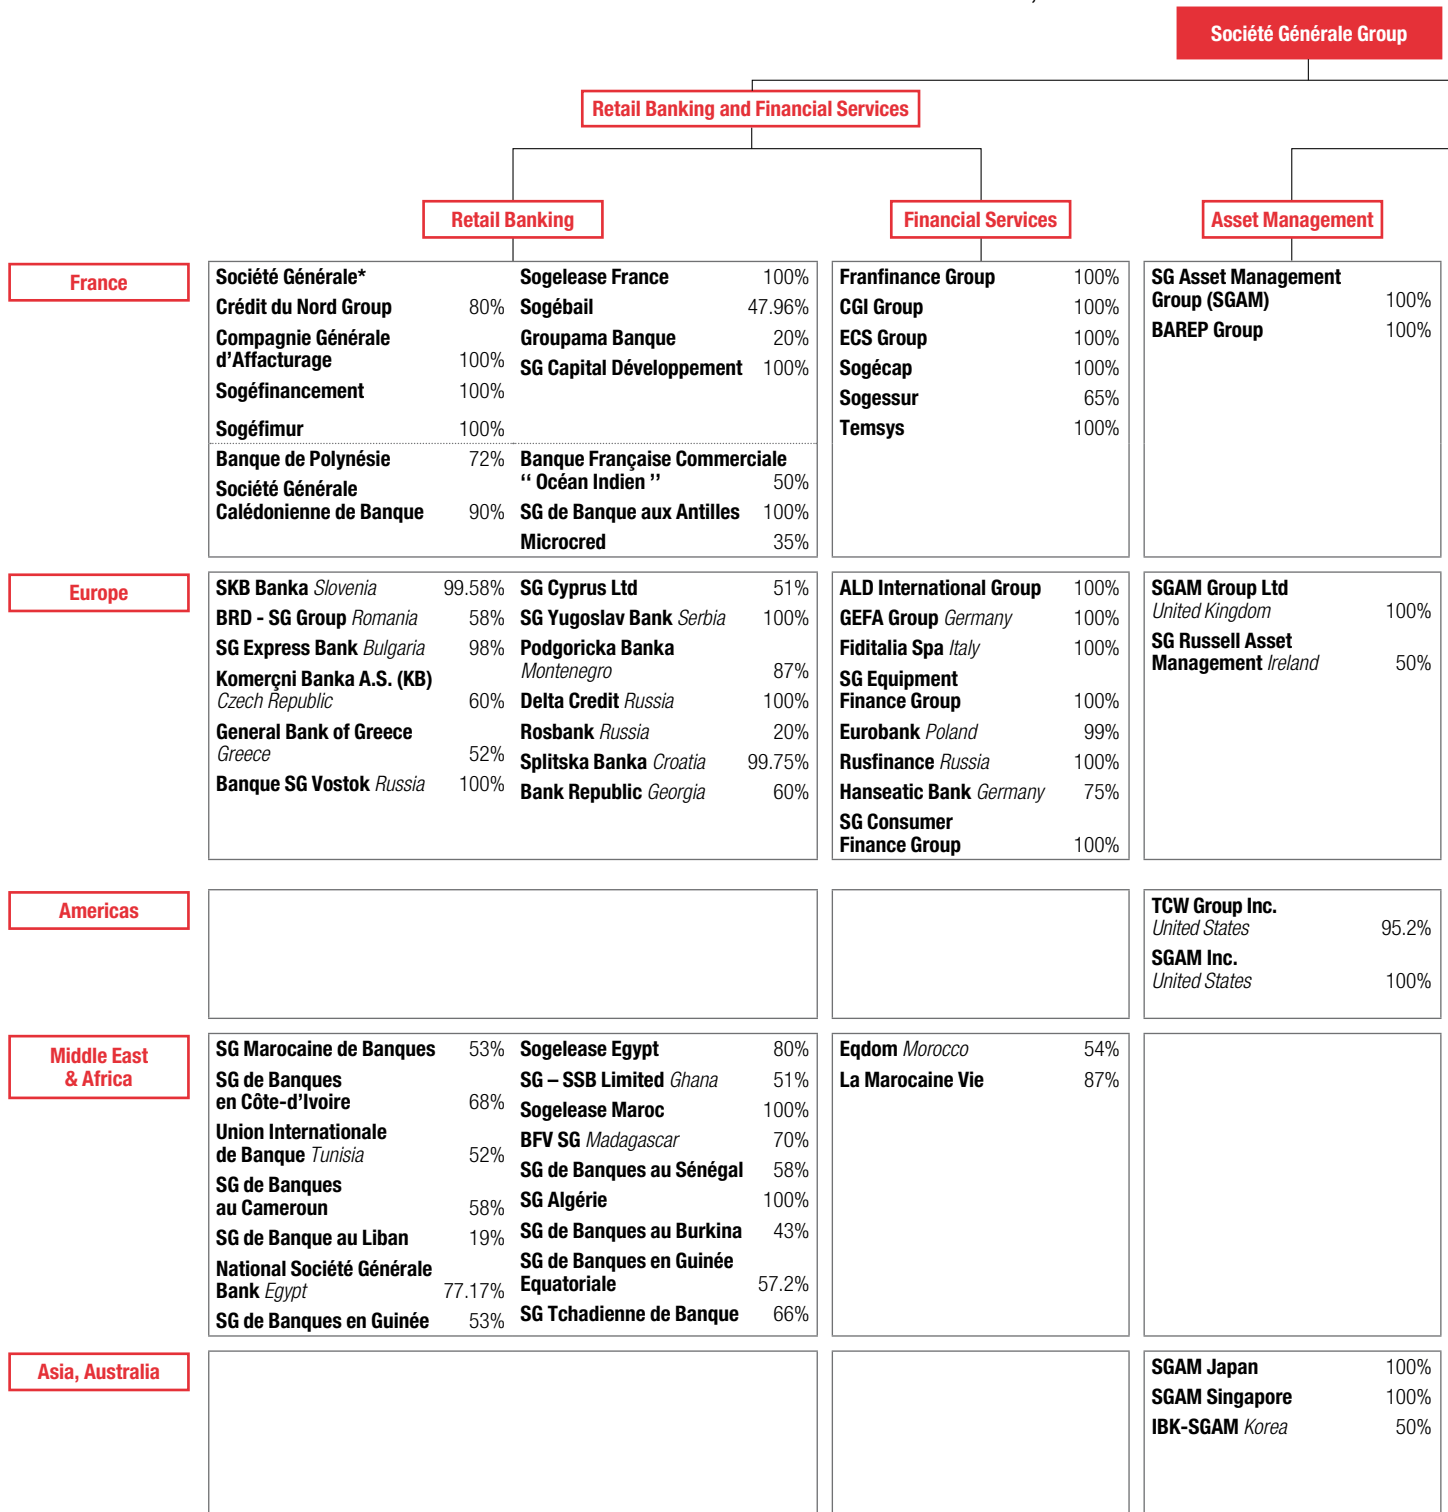 Société Générale Group
Retail Banking and Financial Services
Retail Banking
Financial Services
Asset Management
France
Société Générale*
Crédit du Nord Group 80%
Compagnie Générale
d'Affacturage 100%
Sogéfinancement 100%
Sogéfimur 100%
Banque de Polynésie 72%
Société Générale
Calédonienne de Banque 90%
Sogelease France 100%
Sogébail 47.96%
Groupama Banque 20%
SG Capital Développement 100%
Banque Française Commerciale
‘‘ Océan Indien ’’ 50%
SG de Banque aux Antilles 100%
Microcred 35%
Franfinance Group 100%
CGI Group 100%
ECS Group 100%
Sogécap 100%
Sogessur 65%
Temsys 100%
SG Asset Management
Group (SGAM) 100%
BAREP Group 100%
Europe
SKB Banka Slovenia 99.58%
BRD - SG Group Romania 58%
SG Express Bank Bulgaria 98%
Komerçni Banka A.S. (KB)
Czech Republic 60%
General Bank of Greece
Greece 52%
Banque SG Vostok Russia 100%
SG Cyprus Ltd 51%
SG Yugoslav Bank Serbia 100%
Podgoricka Banka
Montenegro 87%
Delta Credit Russia 100%
Rosbank Russia 20%
Splitska Banka Croatia 99.75%
Bank Republic Georgia 60%
ALD International Group 100%
GEFA Group Germany 100%
Fiditalia Spa Italy 100%
SG Equipment
Finance Group 100%
Eurobank Poland 99%
Rusfinance Russia 100%
Hanseatic Bank Germany 75%
SG Consumer
Finance Group 100%
SGAM Group Ltd
United Kingdom 100%
SG Russell Asset
Management Ireland 50%
Americas
TCW Group Inc.
United States 95.2%
SGAM Inc.
United States 100%
Middle East
& Africa
SG Marocaine de Banques 53%
SG de Banques
en Côte-d'Ivoire 68%
Union Internationale
de Banque Tunisia 52%
SG de Banques
au Cameroun 58%
SG de Banque au Liban 19%
National Société Générale
Bank Egypt 77.17%
SG de Banques en Guinée 53%
Sogelease Egypt 80%
SG – SSB Limited Ghana 51%
Sogelease Maroc 100%
BFV SG Madagascar 70%
SG de Banques au Sénégal 58%
SG Algérie 100%
SG de Banques au Burkina 43%
SG de Banques en Guinée
Equatoriale 57.2%
SG Tchadienne de Banque 66%
Eqdom Morocco 54%
La Marocaine Vie 87%
Asia, Australia
SGAM Japan 100%
SGAM Singapore 100%
IBK-SGAM Korea 50%